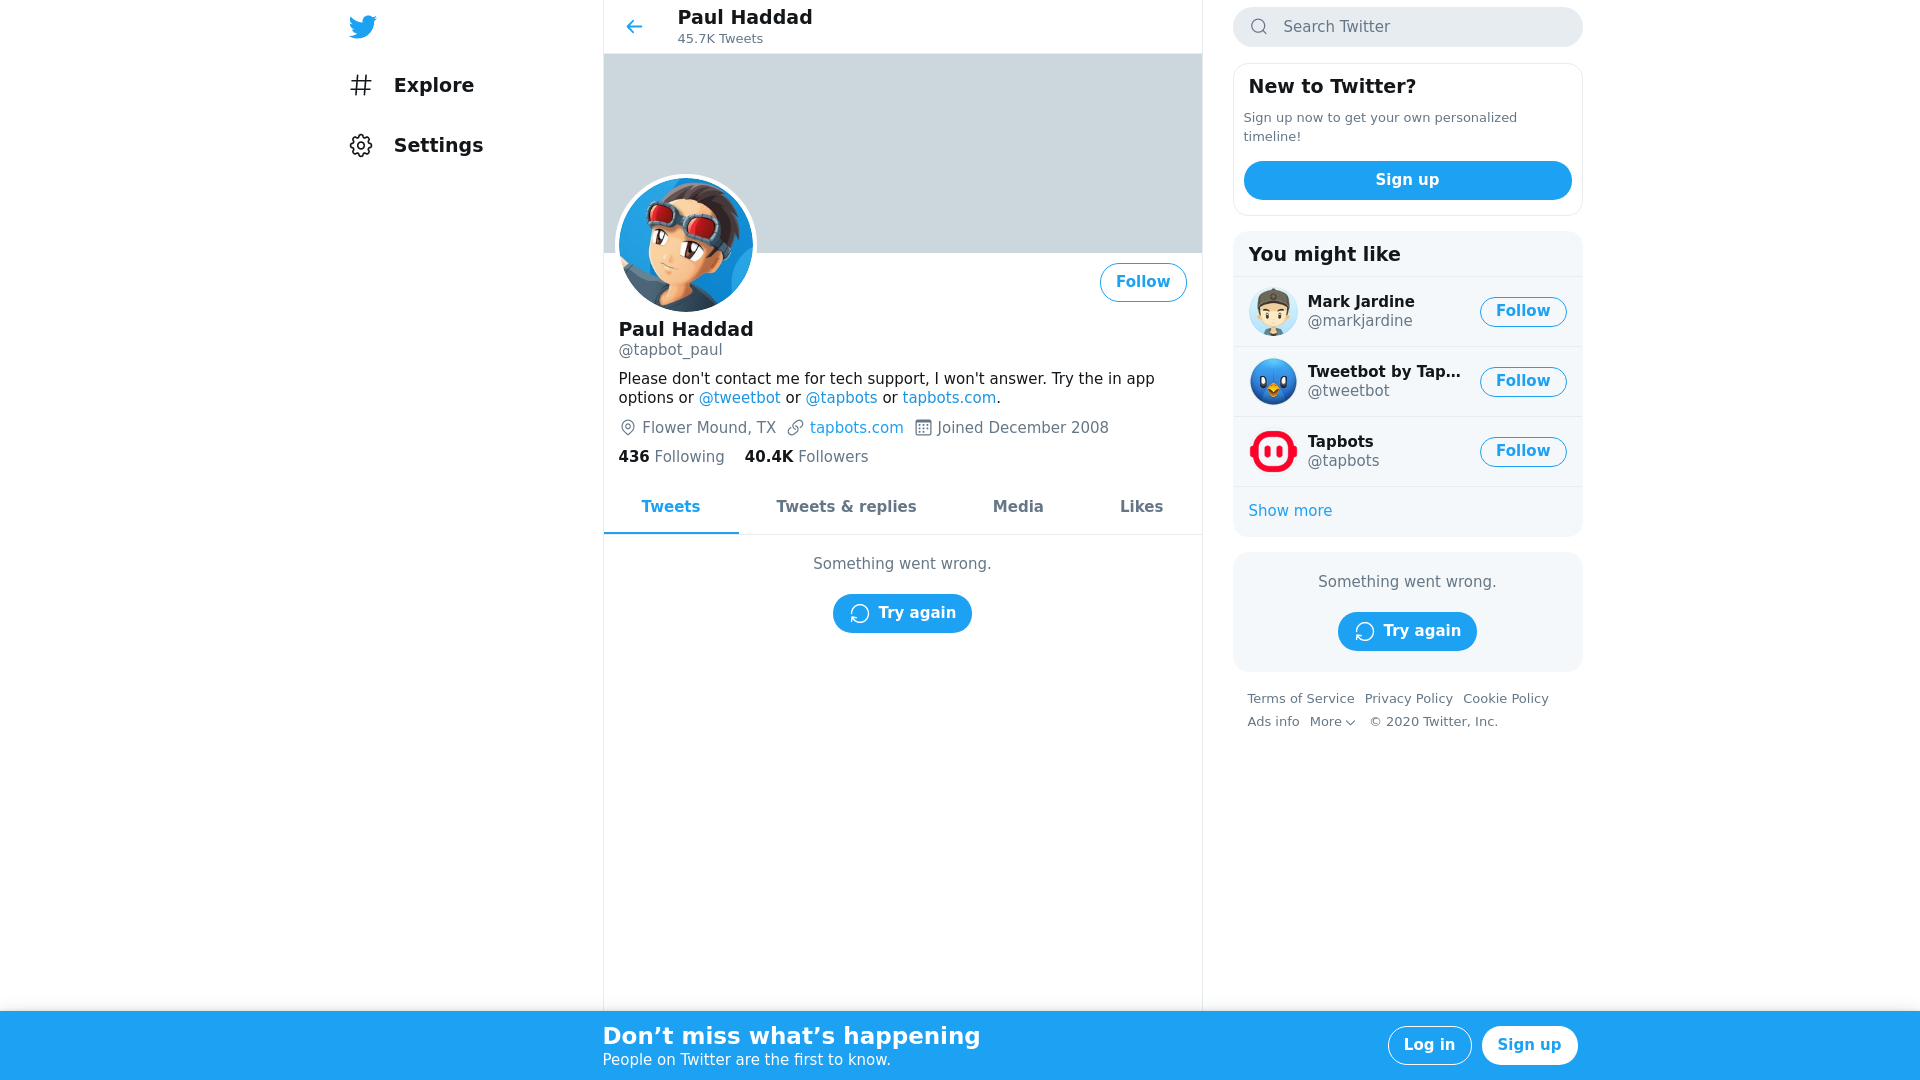 Explore
Settings
Paul Haddad
45.7K Tweets
Follow
Paul Haddad
@tapbot_paul
Please don't contact me for tech support, I won't answer. Try the in app
options or @tweetbot or @tapbots or tapbots.com.
Flower Mound, TX tapbots.com Joined December 2008
436 Following 40.4K Followers
Tweets Tweets & replies Media Likes
Something went wrong.
Try again
Search Twitter
New to Twitter?
Sign up now to get your own personalized
timeline!
Sign up
You might like
Mark Jardine
@markjardine
Follow
Tweetbot by Tap…
@tweetbot
Follow
Tapbots
@tapbots
Follow
Show more
Something went wrong.
Try again
Terms of Service Privacy Policy Cookie Policy
Ads info More © 2020 Twitter, Inc.
Don’t miss what’s happening
People on Twitter are the first to know.
Log in Sign up